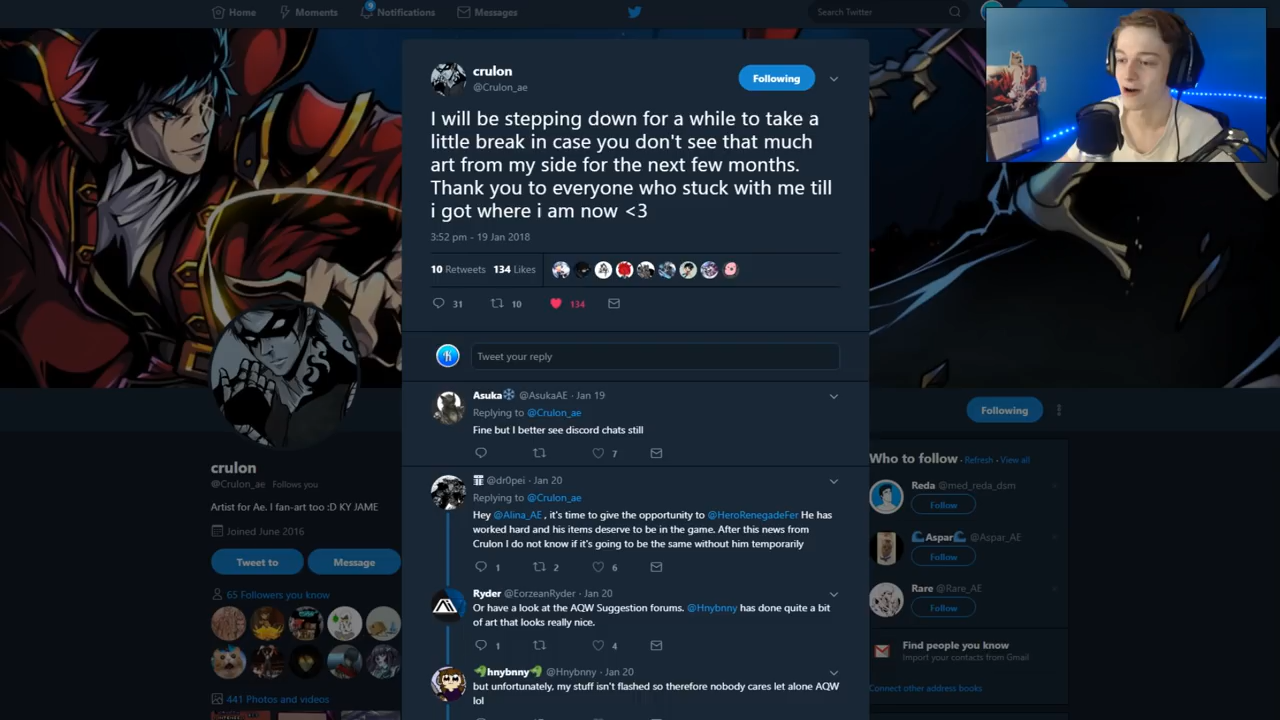 Home
Moments
9
Notifications
Messages
Search Twitter
crulon
@Crulon_ae
Following
I will be stepping down for a while to take a
little break in case you don't see that much
art from my side for the next few months.
Thank you to everyone who stuck with me till
i got where i am now <3
3:52 pm - 19 Jan 2018
10 Retweets 134 Likes
31 10 134
Tweet your reply
Asuka❄ @AsukaAE · Jan 19
Replying to @Crulon_ae
Fine but I better see discord chats still
7
@dr0pei · Jan 20
Replying to @Crulon_ae
Hey @Alina_AE , it's time to give the opportunity to @HeroRenegadeFer He has
worked hard and his items deserve to be in the game. After this news from
Crulon I do not know if it's going to be the same without him temporarily
1 2 6
Ryder @EorzeanRyder · Jan 20
Or have a look at the AQW Suggestion forums. @Hnybnny has done quite a bit
of art that looks really nice.
1 4
🐲hnybnny🐲 @Hnybnny · Jan 20
but unfortunately, my stuff isn't flashed so therefore nobody cares let alone AQW
lol
crulon
@Crulon_ae Follows you
Artist for Ae. I fan-art too :D KY JAME
Joined June 2016
Tweet to
Message
65 Followers you know
441 Photos and videos
Following
Who to follow · Refresh · View all
Reda @med_reda_dsm
Follow
🌊Aspar🌊 @Aspar_AE
Follow
Rare @Rare_AE
Follow
Find people you know
Import your contacts from Gmail
Connect other address books